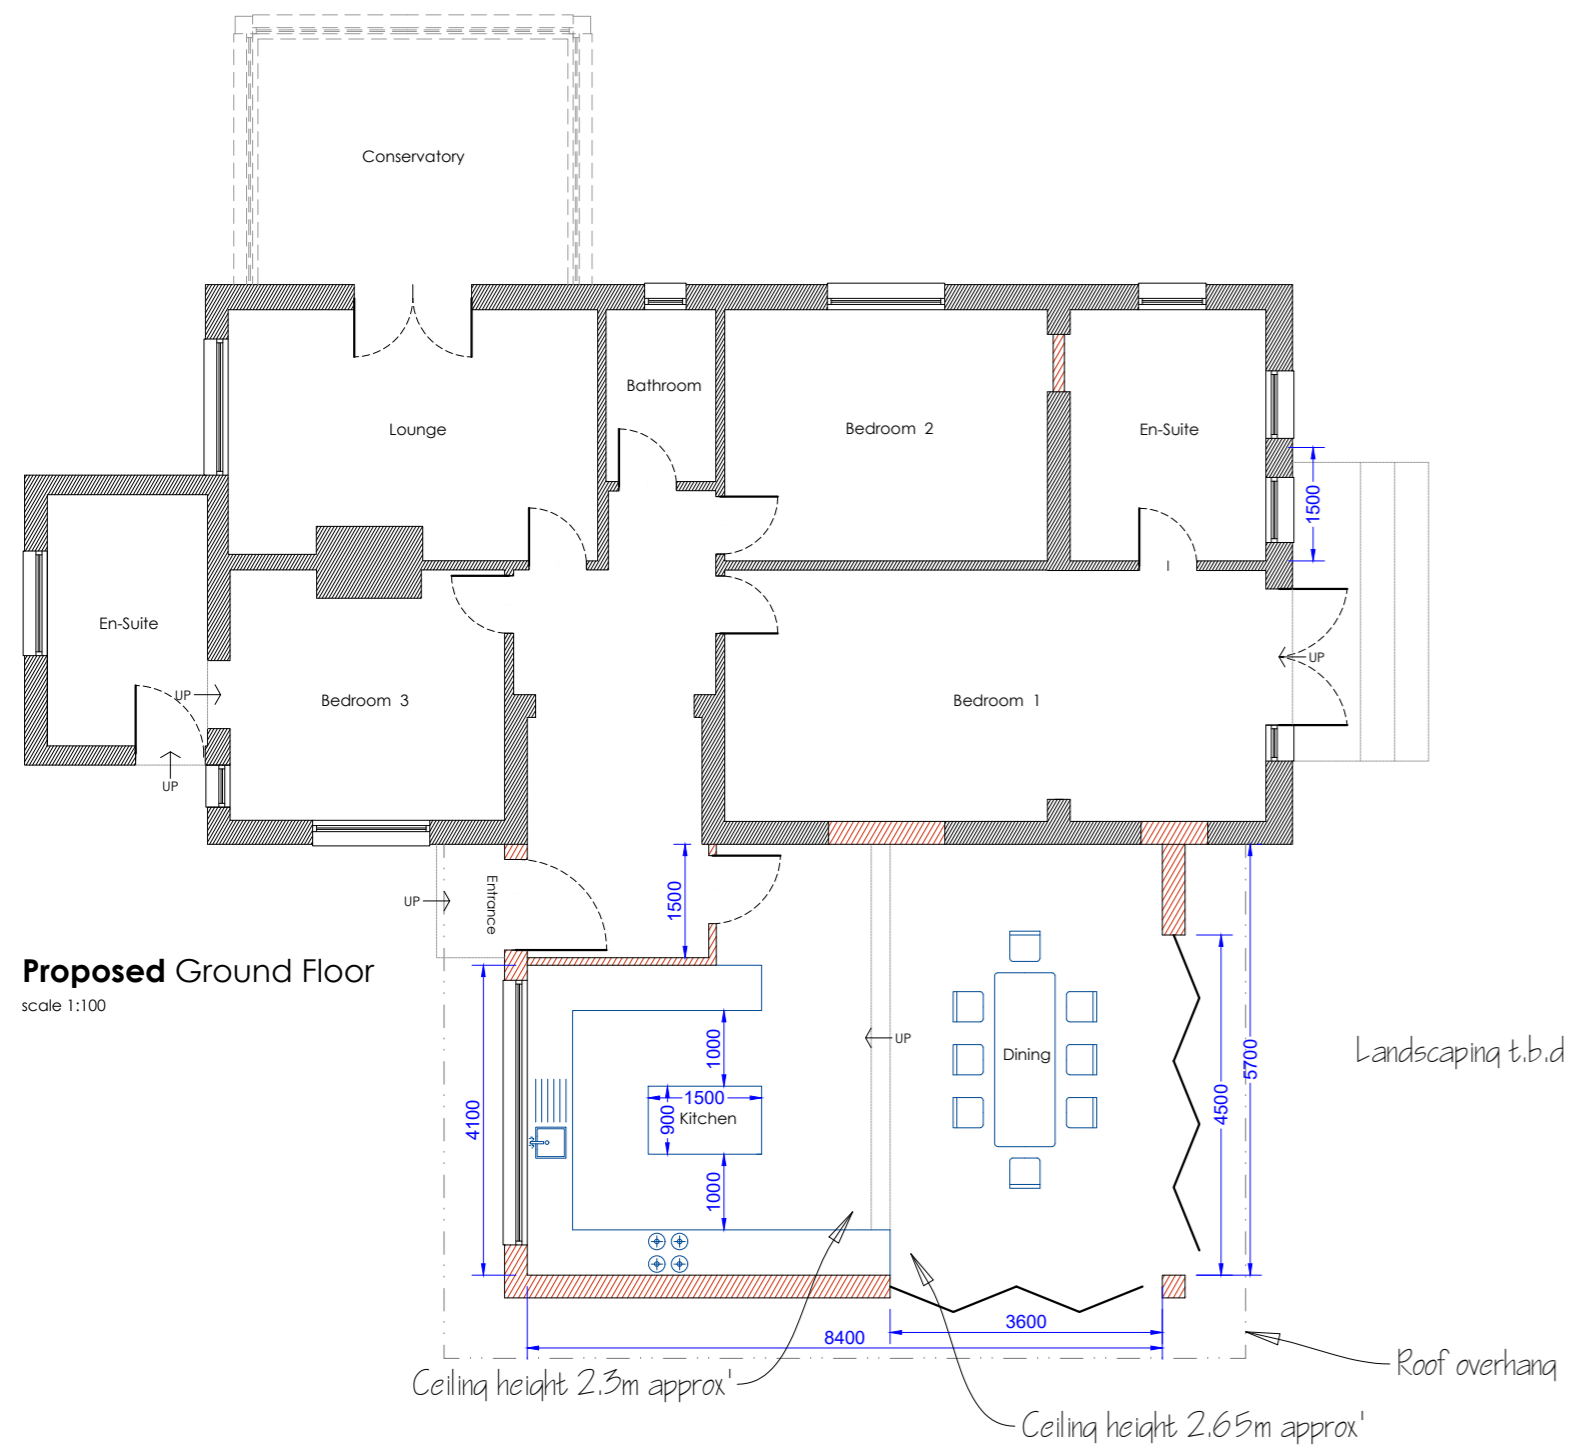 Conservatory
Bathroom
Lounge
Bedroom 2
En-Suite
1500
En-Suite
UP
Bedroom 3
Bedroom 1
UP
UP
UP
Entrance
1500
Proposed Ground Floor
scale 1:100
UP
Landscaping t.b.d
Dining
1000
5700
4500
4100
1500
900
Kitchen
1000
3600
8400
Roof overhang
Ceiling height 2.3m approx'
Ceiling height 2.65m approx'